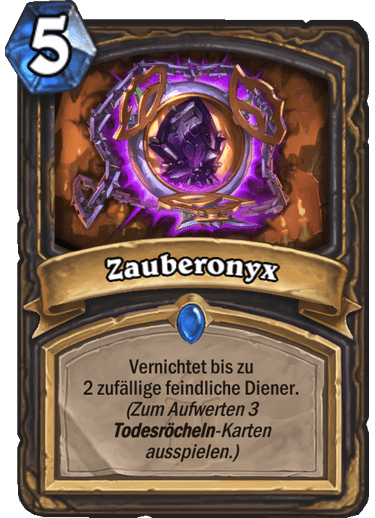 5
Zauberonyx
Vernichtet bis zu
2 zufällige feindliche Diener.
(Zum Aufwerten 3
Todesröcheln-Karten
ausspielen.)